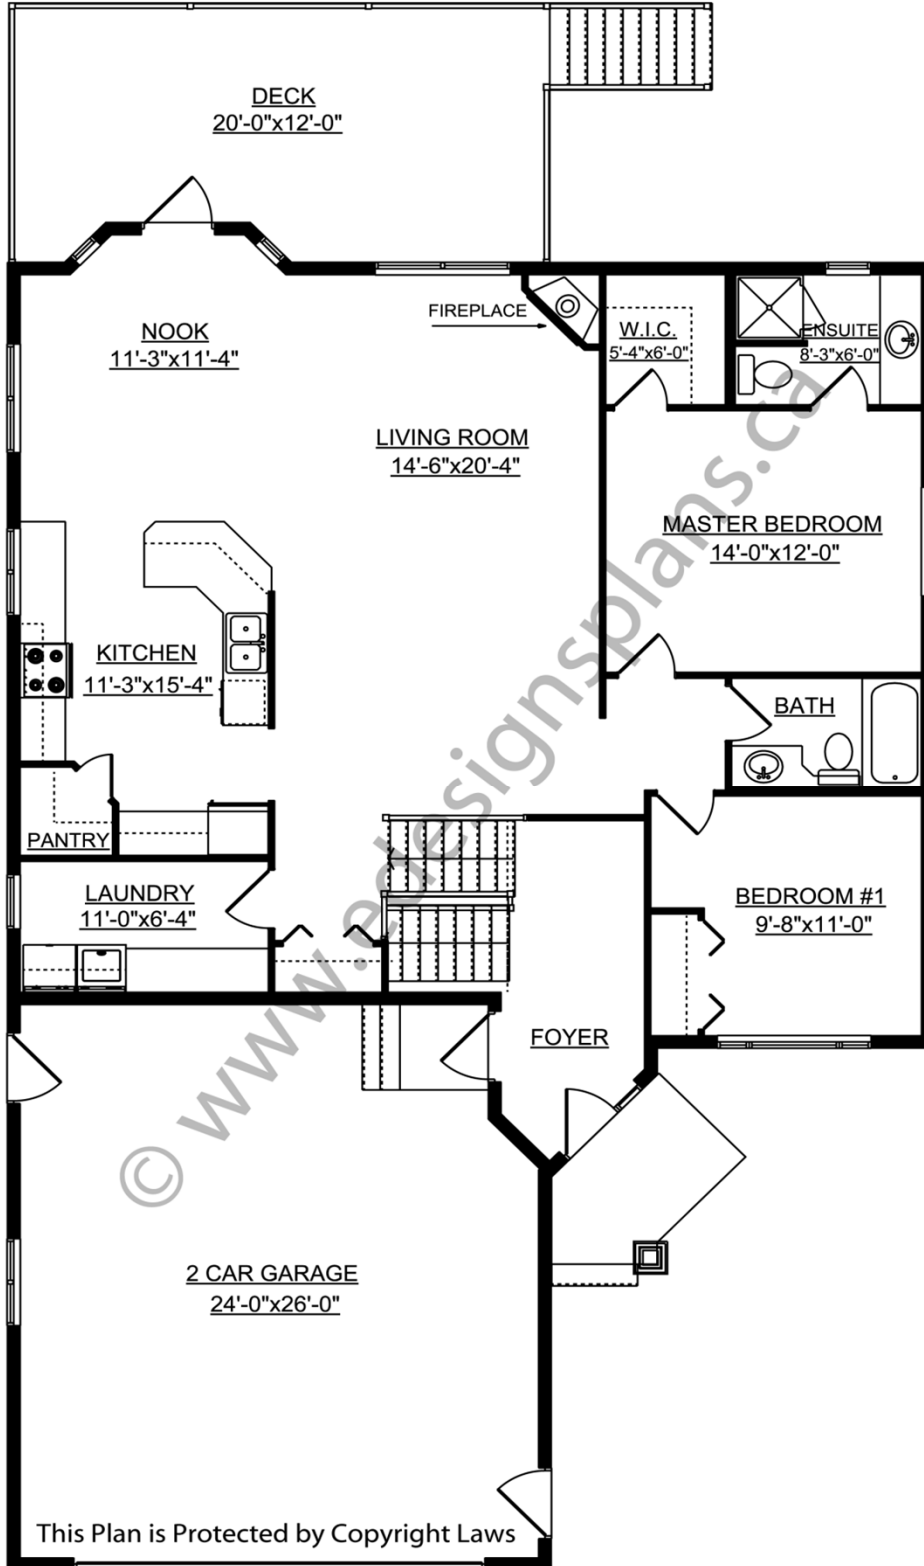 DECK
20'-0"x12'-0"
FIREPLACE
NOOK
11'-3"x11'-4"
W.I.C.
5'-4"x6'-0"
ENSUITE
8'-3"x6'-0"
LIVING ROOM
14'-6"x20'-4"
MASTER BEDROOM
14'-0"x12'-0"
KITCHEN
11'-3"x15'-4"
BATH
PANTRY
LAUNDRY
11'-0"x6'-4"
BEDROOM #1
9'-8"x11'-0"
FOYER
2 CAR GARAGE
24'-0"x26'-0"
© www.edesignsplans.ca
This Plan is Protected by Copyright Laws